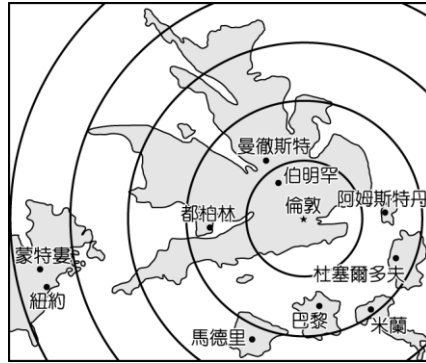 曼徹斯特
伯明罕
都柏林
倫敦
阿姆斯特丹
蒙特婁
紐約
杜塞爾多夫
巴黎
米蘭
馬德里